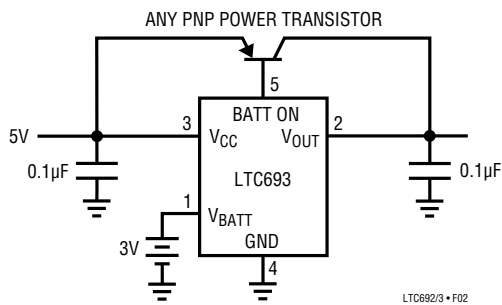 ANY PNP POWER TRANSISTOR
5
BATT ON
5V
3
VCC
VOUT
2
0.1µF
LTC693
0.1µF
1
VBATT
3V
GND
4
LTC692/3 • F02